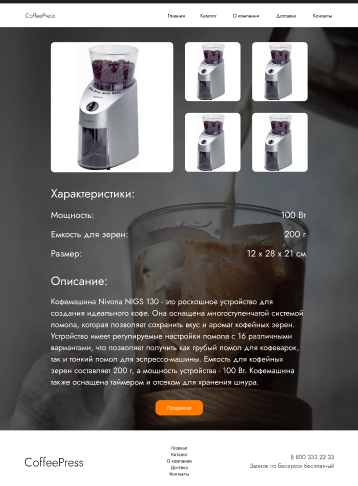 CoffeePress
Главная Каталог О компании Доставка Контакты
Характеристики:
Мощность: 100 Вт
Емкость для зерен: 200 г
Размер: 12 x 28 x 21 см
Описание:
Кофемашина Nivona NIGS 130 - это роскошное устройство для
создания идеального кофе. Она оснащена многоступенчатой системой
помола, которая позволяет сохранить вкус и аромат кофейных зерен.
Устройство имеет регулируемые настройки помола с 16 различными
вариантами, что позволяет получить как грубый помол для кофеварок,
так и тонкий помол для эспрессо-машины. Емкость для кофейных
зерен составляет 200 г, а мощность устройства - 100 Вт. Кофемашина
также оснащена таймером и отсеком для хранения шнура.
CoffeePress
Главная
Каталог
О компании
Доставка
Контакты
8 800 333 22 33
Звонок по Беларуси бесплатный